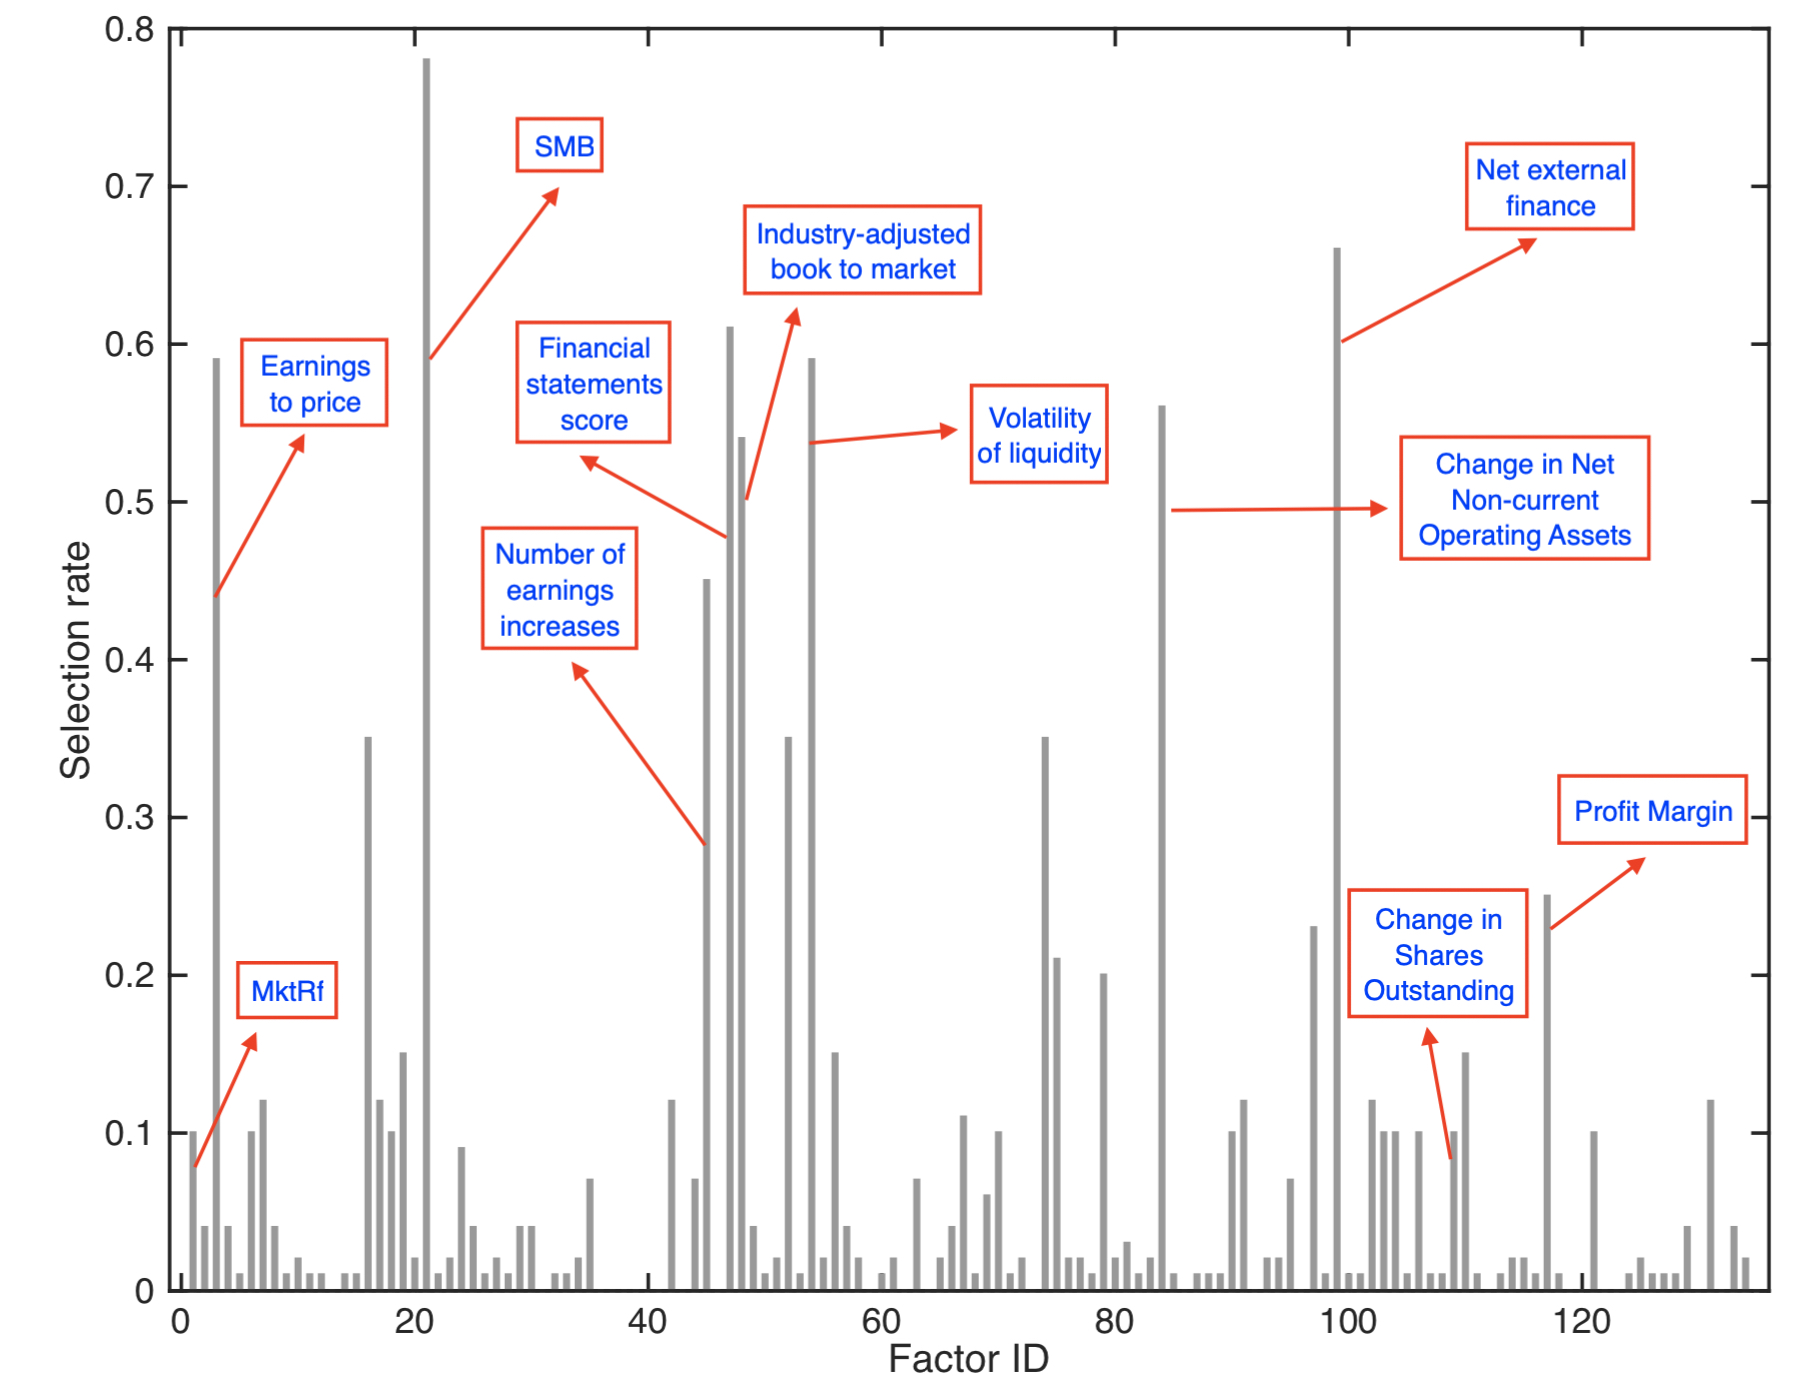 0.8
0.7
0.6
0.5
0.4
0.3
0.2
0.1
0
Selection rate
SMB
Net external
finance
Industry-adjusted
book to market
Earnings
to price
Financial
statements
score
Volatility
of liquidity
Change in Net
Non-current
Operating Assets
Number of
earnings
increases
Profit Margin
Change in
Shares
Outstanding
MktRf
0 20 40 60 80 100 120
Factor ID